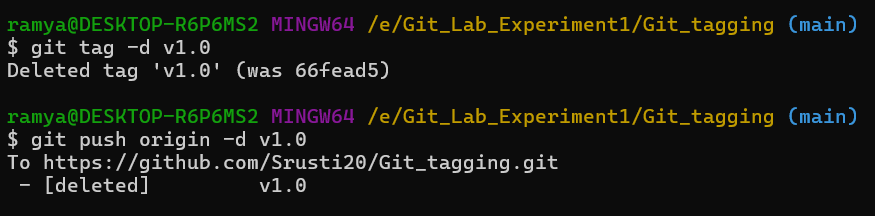 ramya@DESKTOP-R6P6MS2 MINGW64 /e/Git_Lab_Experiment1/Git_tagging (main)
$ git tag -d v1.0
Deleted tag 'v1.0' (was 66fead5)
ramya@DESKTOP-R6P6MS2 MINGW64 /e/Git_Lab_Experiment1/Git_tagging (main)
$ git push origin -d v1.0
To https://github.com/Srusti20/Git_tagging.git
 - [deleted]         v1.0